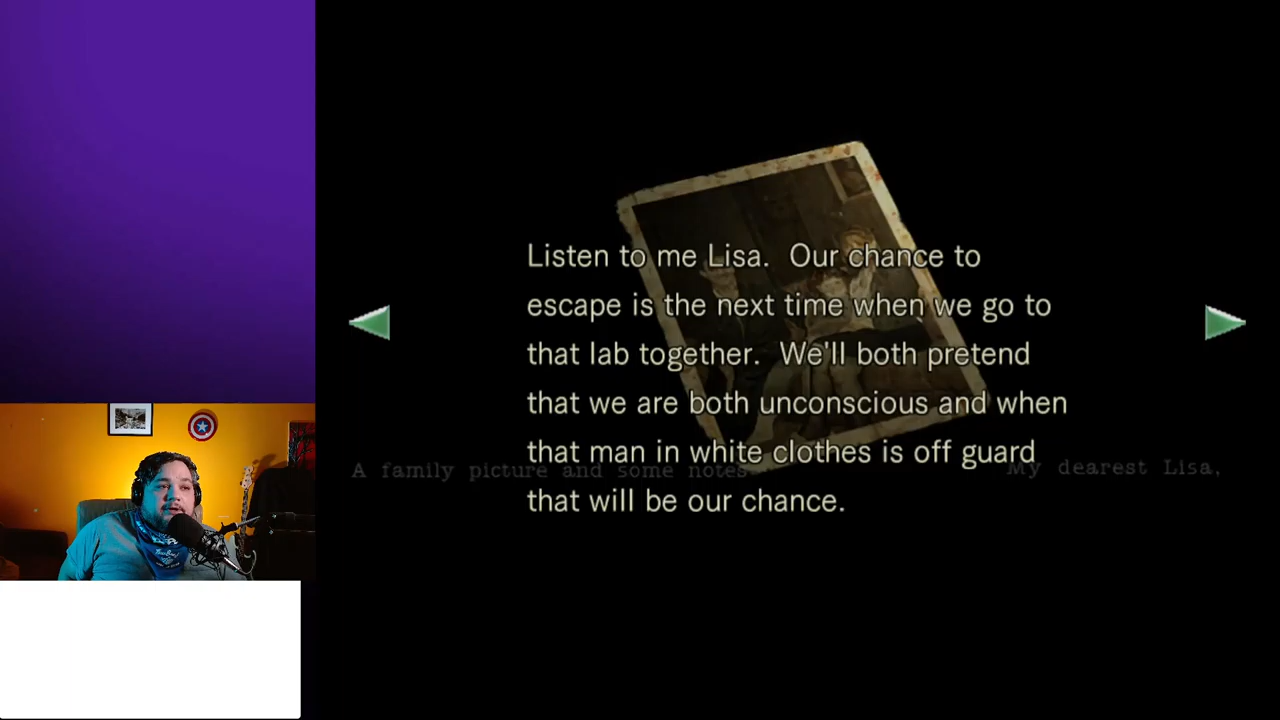 Listen to me Lisa. Our chance to
escape is the next time when we go to
that lab together. We'll both pretend
that we are both unconscious and when
that man in white clothes is off guard
that will be our chance.
A family picture and some notes
My dearest Lisa,